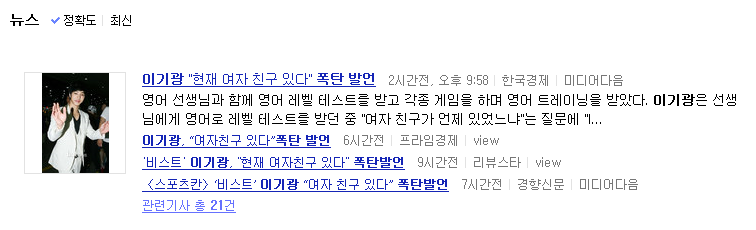 뉴스 정확도 | 최신
이기광 "현재 여자 친구 있다" 폭탄 발언 2시간전, 오후 9:58 | 한국경제 | 미디어다음
영어 선생님과 함께 영어 레벨 테스트를 받고 각종 게임을 하며 영어 트레이닝을 받았다. 이기광은 선생
님에게 영어로 레벨 테스트를 받던 중 "여자 친구가 언제 있었느냐"는 질문에 "I...
이기광, “여자친구 있다”폭탄 발언 6시간전 | 프라임경제 | view
'비스트' 이기광, "현재 여자친구 있다" 폭탄발언 9시간전 | 리뷰스타 | view
〈스포츠칸〉 ‘비스트’ 이기광 “여자 친구 있다” 폭탄발언 7시간전 | 경향신문 | 미디어다음
관련기사 총 21건